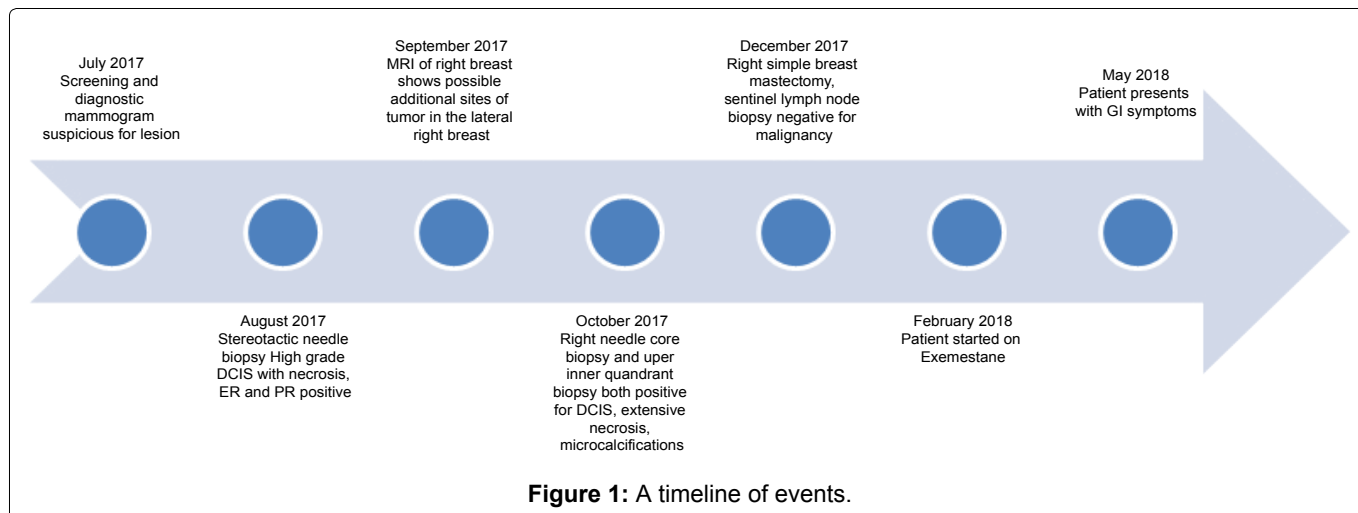 July 2017
Screening and
diagnostic
mammogram
suspicious for lesion
August 2017
Stereotactic needle
biopsy High grade
DCIS with necrosis,
ER and PR positive
September 2017
MRI of right breast
shows possible
additional sites of
tumor in the lateral
right breast
October 2017
Right needle core
biopsy and uper
inner quandrant
biopsy both positive
for DCIS, extensive
necrosis,
microcalcifications
December 2017
Right simple breast
mastectomy,
sentinel lymph node
biopsy negative for
malignancy
February 2018
Patient started on
Exemestane
May 2018
Patient presents
with GI symptoms
Figure 1: A timeline of events.